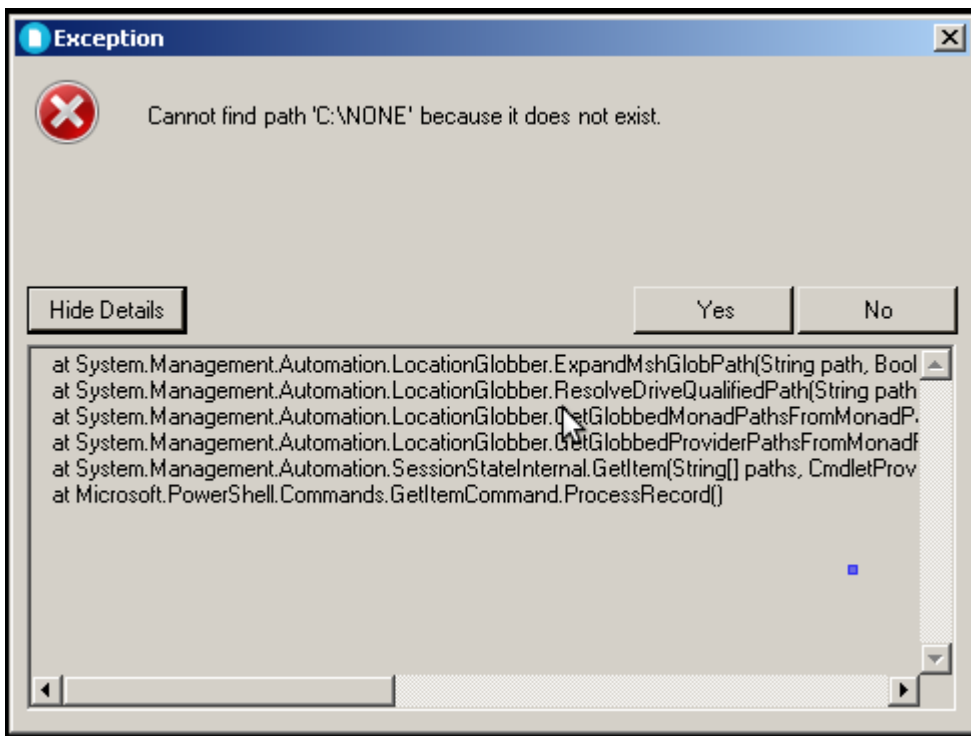 Exception
Cannot find path 'C:\NONE' because it does not exist.
Hide Details
Yes
No
at System.Management.Automation.LocationGlobber.ExpandMshGlobPath(String path, Bool
at System.Management.Automation.LocationGlobber.ResolveDriveQualifiedPath(String path
at System.Management.Automation.LocationGlobber.GetGlobbedMonadPathsFromMonadP
at System.Management.Automation.LocationGlobber.GetGlobbedProviderPathsFromMonadP
at System.Management.Automation.SessionStateInternal.GetItem(String[] paths, CmdletProv
at Microsoft.PowerShell.Commands.GetItemCommand.ProcessRecord()